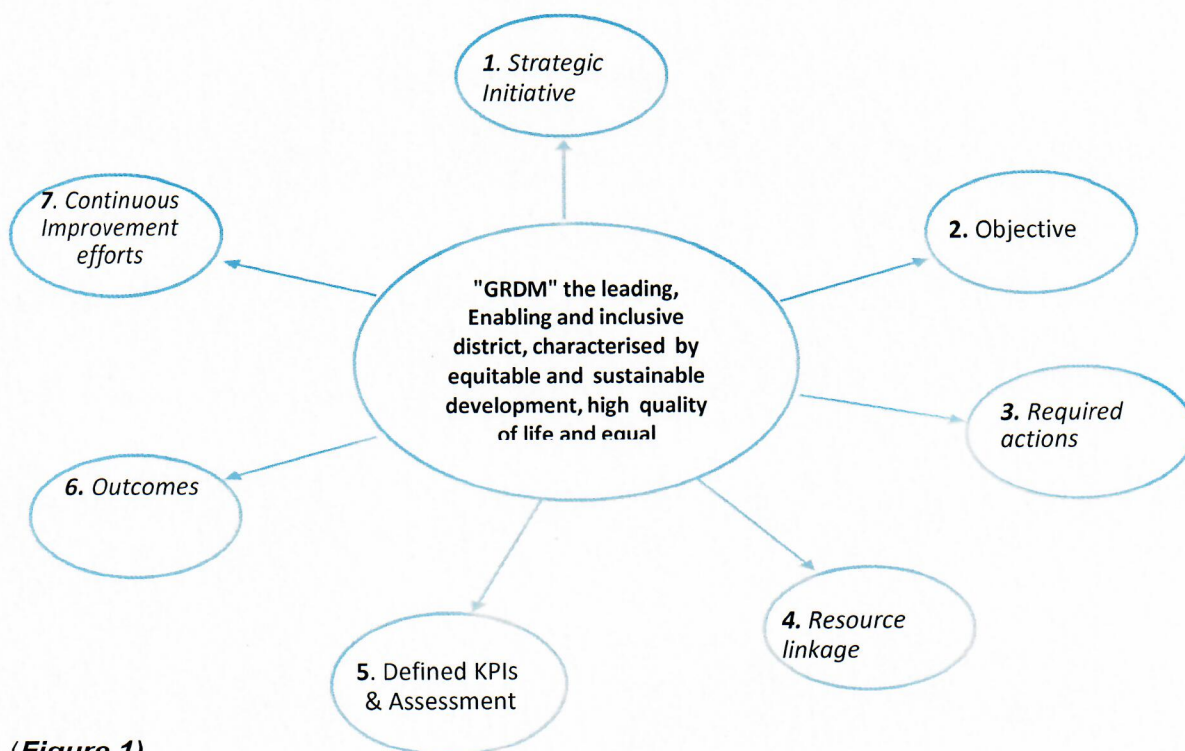 1. Strategic
Initiative
7. Continuous
Improvement
efforts
2. Objective
"GRDM" the leading,
Enabling and inclusive
district, characterised by
equitable and sustainable
development, high quality
of life and equal
3. Required
actions
6. Outcomes
4. Resource
linkage
5. Defined KPIs
& Assessment
(Figure 1)